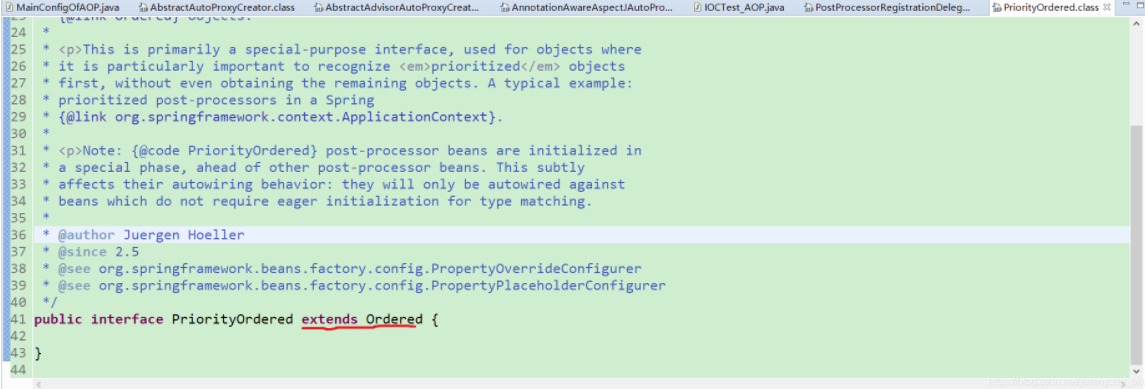 MainConfigOfAOP.java AbstractAutoProxyCreator.class AbstractAdvisorAutoProxyCreat... AnnotationAwareAspectJAutoPro... IOCTest_AOP.java PostProcessorRegistrationDeleg... PriorityOrdered.class
23 * {@link Ordered} objects.
24 *
25 * <p>This is primarily a special-purpose interface, used for objects where
26 * it is particularly important to recognize <em>prioritized</em> objects
27 * first, without even obtaining the remaining objects. A typical example:
28 * prioritized post-processors in a Spring
29 * {@link org.springframework.context.ApplicationContext}.
30 *
31 * <p>Note: {@code PriorityOrdered} post-processor beans are initialized in
32 * a special phase, ahead of other post-processor beans. This subtly
33 * affects their autowiring behavior: they will only be autowired against
34 * beans which do not require eager initialization for type matching.
35 *
36 * @author Juergen Hoeller
37 * @since 2.5
38 * @see org.springframework.beans.factory.config.PropertyOverrideConfigurer
39 * @see org.springframework.beans.factory.config.PropertyPlaceholderConfigurer
40 */
41 public interface PriorityOrdered extends Ordered {
42
43 }
44